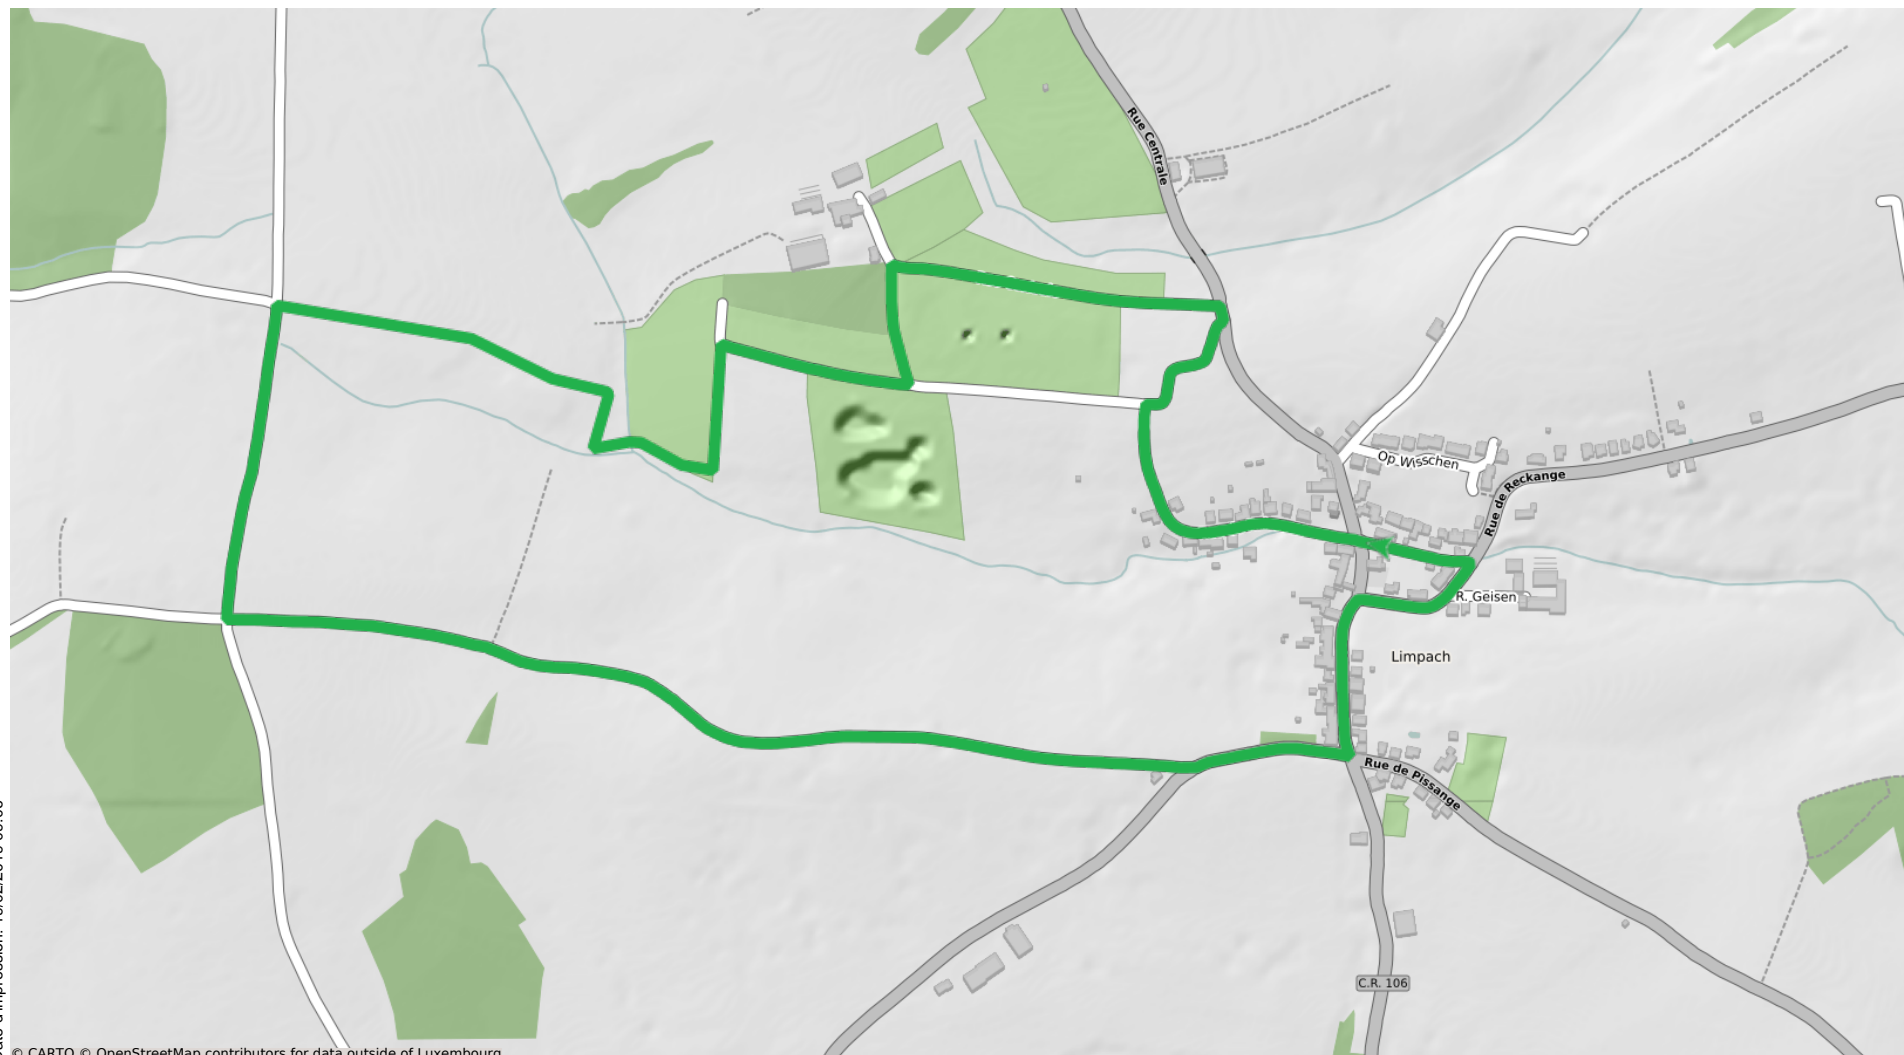 Rue Centrale
Op Wisschen
Rue de Reckange
R. Geisen
Limpach
Rue de Pissange
C.R. 106
© CARTO © OpenStreetMap contributors for data outside of Luxembourg